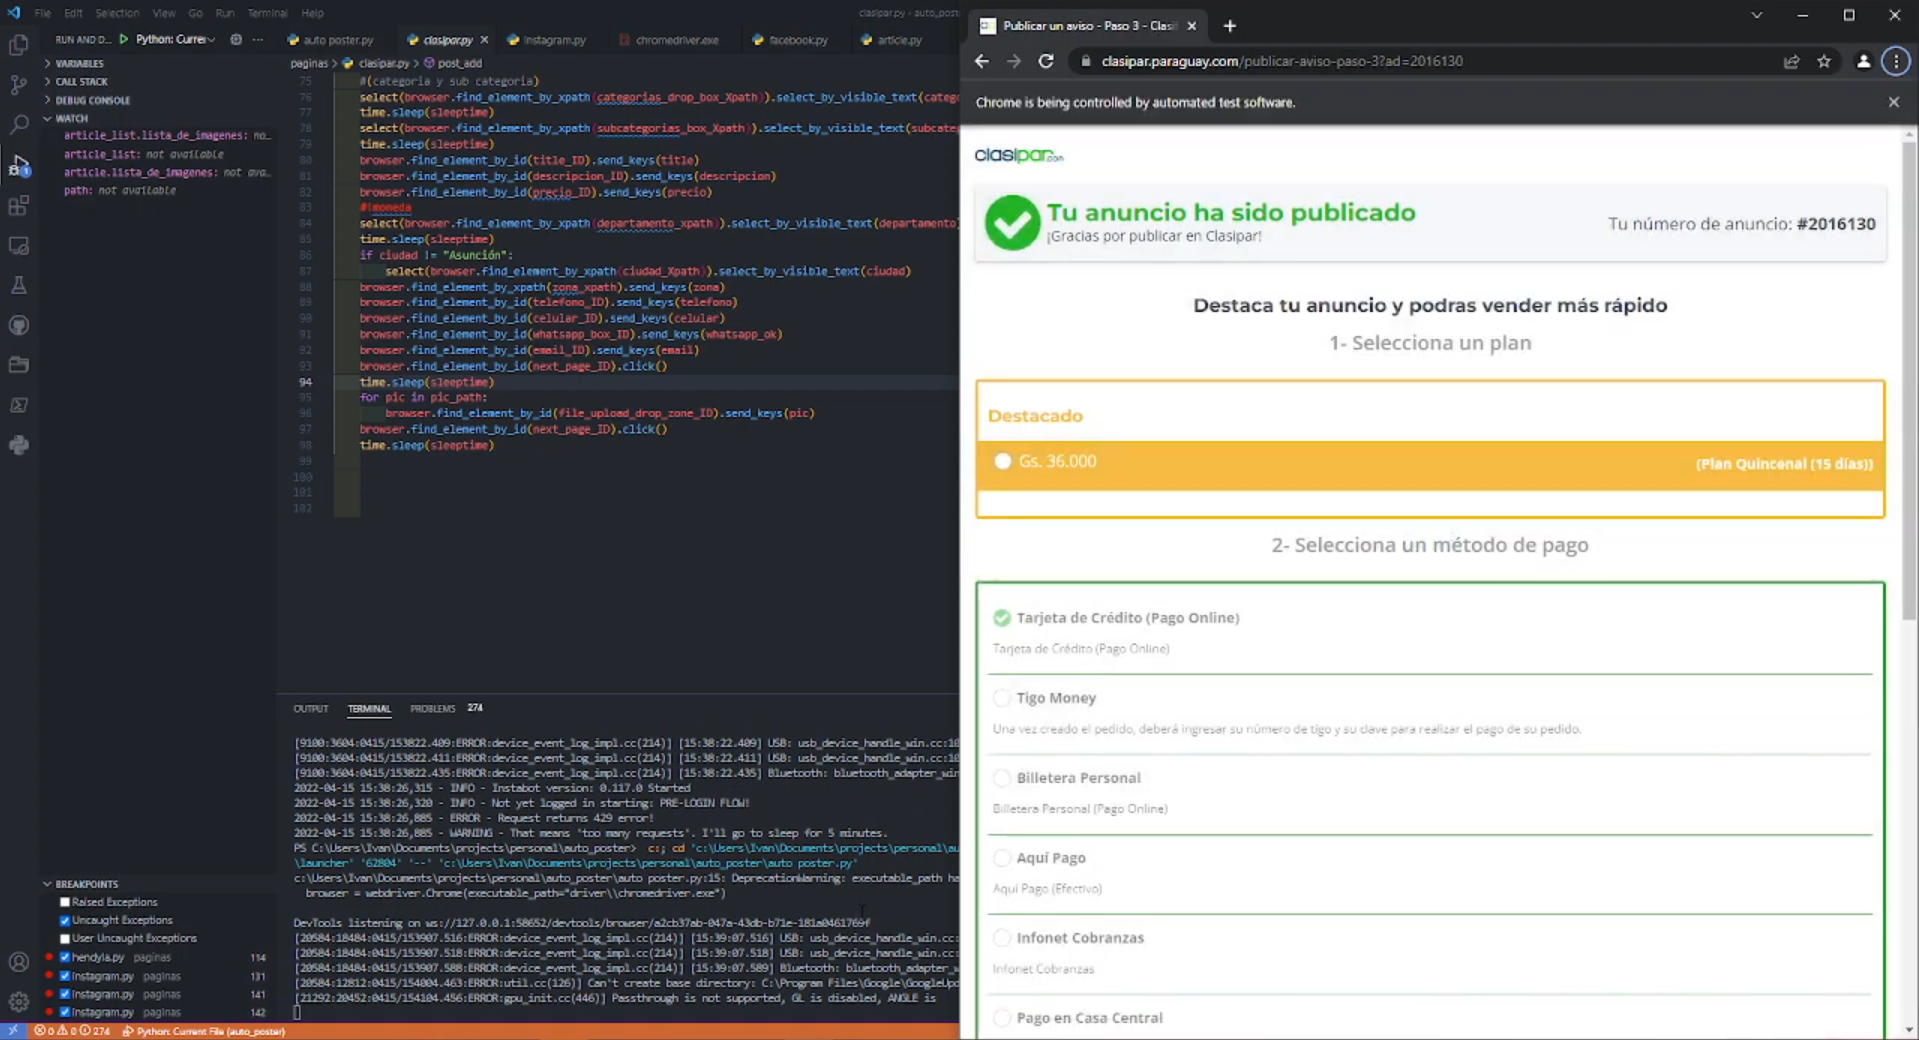 File Edit Selection View Go Run Terminal Help
clasipar.py - auto_post
RUN AND D... Python: Currer
auto poster.py
clasipar.py
instagram.py
chromedriver.exe
facebook.py
article.py
VARIABLES
CALL STACK
DEBUG CONSOLE
WATCH
article_list.lista_de_imagenes: no…
article_list: not available
article.lista_de_imagenes: not ava…
path: not available
paginas > clasipar.py > post_add
75 #(categoria y sub categoria)
76 select(browser.find_element_by_xpath(categorias_drop_box_Xpath)).select_by_visible_text(catego
77 time.sleep(sleeptime)
78 select(browser.find_element_by_xpath(subcategorias_box_Xpath)).select_by_visible_text(subcateg
79 time.sleep(sleeptime)
80 browser.find_element_by_id(title_ID).send_keys(title)
81 browser.find_element_by_id(descripcion_ID).send_keys(descripcion)
82 browser.find_element_by_id(precio_ID).send_keys(precio)
83 #!moneda
84 select(browser.find_element_by_xpath(departamento_xpath)).select_by_visible_text(departamento)
85 time.sleep(sleeptime)
86 if ciudad != "Asunción":
87 select(browser.find_element_by_xpath(ciudad_Xpath)).select_by_visible_text(ciudad)
88 browser.find_element_by_xpath(zona_xpath).send_keys(zona)
89 browser.find_element_by_id(telefono_ID).send_keys(telefono)
90 browser.find_element_by_id(celular_ID).send_keys(celular)
91 browser.find_element_by_id(whatsapp_box_ID).send_keys(whatsapp_ok)
92 browser.find_element_by_id(email_ID).send_keys(email)
93 browser.find_element_by_id(next_page_ID).click()
94 time.sleep(sleeptime)
95 for pic in pic_path:
96 browser.find_element_by_id(file_upload_drop_zone_ID).send_keys(pic)
97 browser.find_element_by_id(next_page_ID).click()
98 time.sleep(sleeptime)
99
100
101
102
OUTPUT TERMINAL PROBLEMS 274
[9100:3604:0415/153822.409:ERROR:device_event_log_impl.cc(214)] [15:38:22.409] USB: usb_device_handle_win.cc:10
[9100:3604:0415/153822.411:ERROR:device_event_log_impl.cc(214)] [15:38:22.411] USB: usb_device_handle_win.cc:10
[9100:3604:0415/153822.435:ERROR:device_event_log_impl.cc(214)] [15:38:22.435] Bluetooth: bluetooth_adapter_win
2022-04-15 15:38:26,315 - INFO - Instabot version: 0.117.0 Started
2022-04-15 15:38:26,320 - INFO - Not yet logged in starting: PRE-LOGIN FLOW!
2022-04-15 15:38:26,885 - ERROR - Request returns 429 error!
2022-04-15 15:38:26,885 - WARNING - That means 'too many requests'. I'll go to sleep for 5 minutes.
PS C:\Users\Ivan\Documents\projects\personal\auto_poster> c:; cd 'c:\Users\Ivan\Documents\projects\personal\au
\launcher' '62804' '--' 'c:\Users\Ivan\Documents\projects\personal\auto_poster\auto poster.py'
c:\Users\Ivan\Documents\projects\personal\auto_poster\auto poster.py:15: DeprecationWarning: executable_path ha
browser = webdriver.Chrome(executable_path="driver\\chromedriver.exe")
DevTools listening on ws://127.0.0.1:58652/devtools/browser/a2cb37ab-047a-43db-b71e-181a0461769f
[20584:18484:0415/153907.516:ERROR:device_event_log_impl.cc(214)] [15:39:07.516] USB: usb_device_handle_win.cc:
[20584:18484:0415/153907.518:ERROR:device_event_log_impl.cc(214)] [15:39:07.518] USB: usb_device_handle_win.cc:
[20584:18484:0415/153907.588:ERROR:device_event_log_impl.cc(214)] [15:39:07.589] Bluetooth: bluetooth_adapter_w
[20584:12812:0415/154004.463:ERROR:util.cc(126)] Can't create base directory: C:\Program Files\Google\GoogleUpd
[21292:20452:0415/154104.456:ERROR:gpu_init.cc(446)] Passthrough is not supported, GL is disabled, ANGLE is
BREAKPOINTS
Raised Exceptions
Uncaught Exceptions
User Uncaught Exceptions
hendyla.py paginas 114
instagram.py paginas 131
instagram.py paginas 141
instagram.py paginas 142
0 0 274 Python: Current File (auto_poster)
Publicar un aviso - Paso 3 - Clasi
clasipar.paraguay.com/publicar-aviso-paso-3?ad=2016130
Chrome is being controlled by automated test software.
clasipar.com
Tu anuncio ha sido publicado
¡Gracias por publicar en Clasipar!
Tu número de anuncio: #2016130
Destaca tu anuncio y podras vender más rápido
1- Selecciona un plan
Destacado
Gs. 36.000
(Plan Quincenal (15 días))
2- Selecciona un método de pago
Tarjeta de Crédito (Pago Online)
Tarjeta de Crédito (Pago Online)
Tigo Money
Una vez creado el pedido, deberá ingresar su número de tigo y su clave para realizar el pago de su pedido.
Billetera Personal
Billetera Personal (Pago Online)
Aquí Pago
Aquí Pago (Efectivo)
Infonet Cobranzas
Infonet Cobranzas
Pago en Casa Central